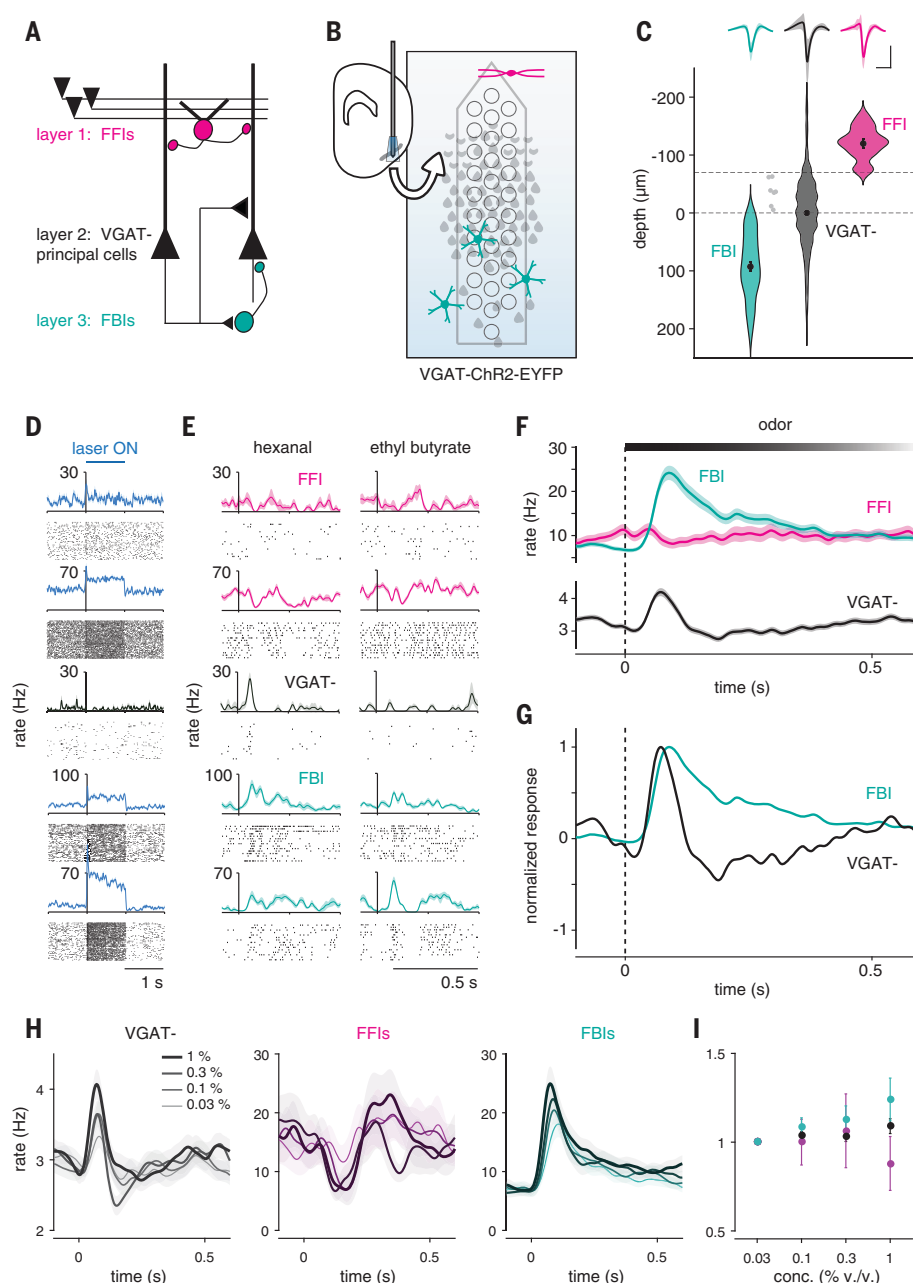 A
layer 1: FFIs
layer 2: VGAT-
principal cells
layer 3: FBIs
B
VGAT-ChR2-EYFP
C
-200
-100
0
100
200
depth (µm)
FBI
VGAT-
FFI
D
laser ON
30
70
30
100
70
rate (Hz)
1 s
E
hexanal
ethyl butyrate
30
FFI
70
VGAT-
30
100
FBI
70
rate (Hz)
0.5 s
F
odor
30
20
10
rate (Hz)
FBI
FFI
4
3
VGAT-
0
0.5
time (s)
G
1
0
-1
normalized response
FBI
VGAT-
0
0.5
time (s)
H
VGAT-
1 %
0.3 %
0.1 %
0.03 %
4
3
2
rate (Hz)
0
0.5
time (s)
FFIs
30
20
10
0
0
0.5
time (s)
FBIs
30
20
10
0
0
0.5
time (s)
I
1.5
1
0.5
0.03
0.1
0.3
1
conc. (% v./v.)